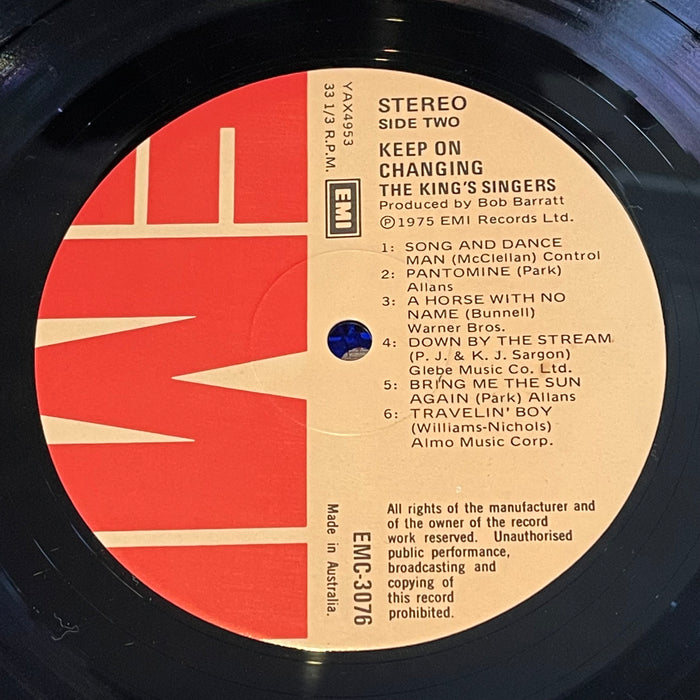 STEREO
SIDE TWO
KEEP ON
CHANGING
THE KING'S SINGERS
Produced by Bob Barratt
Ⓟ1975 EMI Records Ltd.
1: SONG AND DANCE
MAN (McClellan) Control
2: PANTOMINE (Park)
Allans
3: A HORSE WITH NO
NAME (Bunnell)
Warner Bros.
4: DOWN BY THE STREAM
(P. J. & K. J. Sargon)
Glebe Music Co. Ltd.
5: BRING ME THE SUN
AGAIN (Park) Allans
6: TRAVELIN' BOY
(Williams-Nichols)
Almo Music Corp.
All rights of the manufacturer and
of the owner of the record
work reserved. Unauthorised
public performance,
broadcasting and
copying of
this record
prohibited.
YAX4953
33 1/3 R.P.M.
EMI
EMC-3076
Made in Australia.
EMI